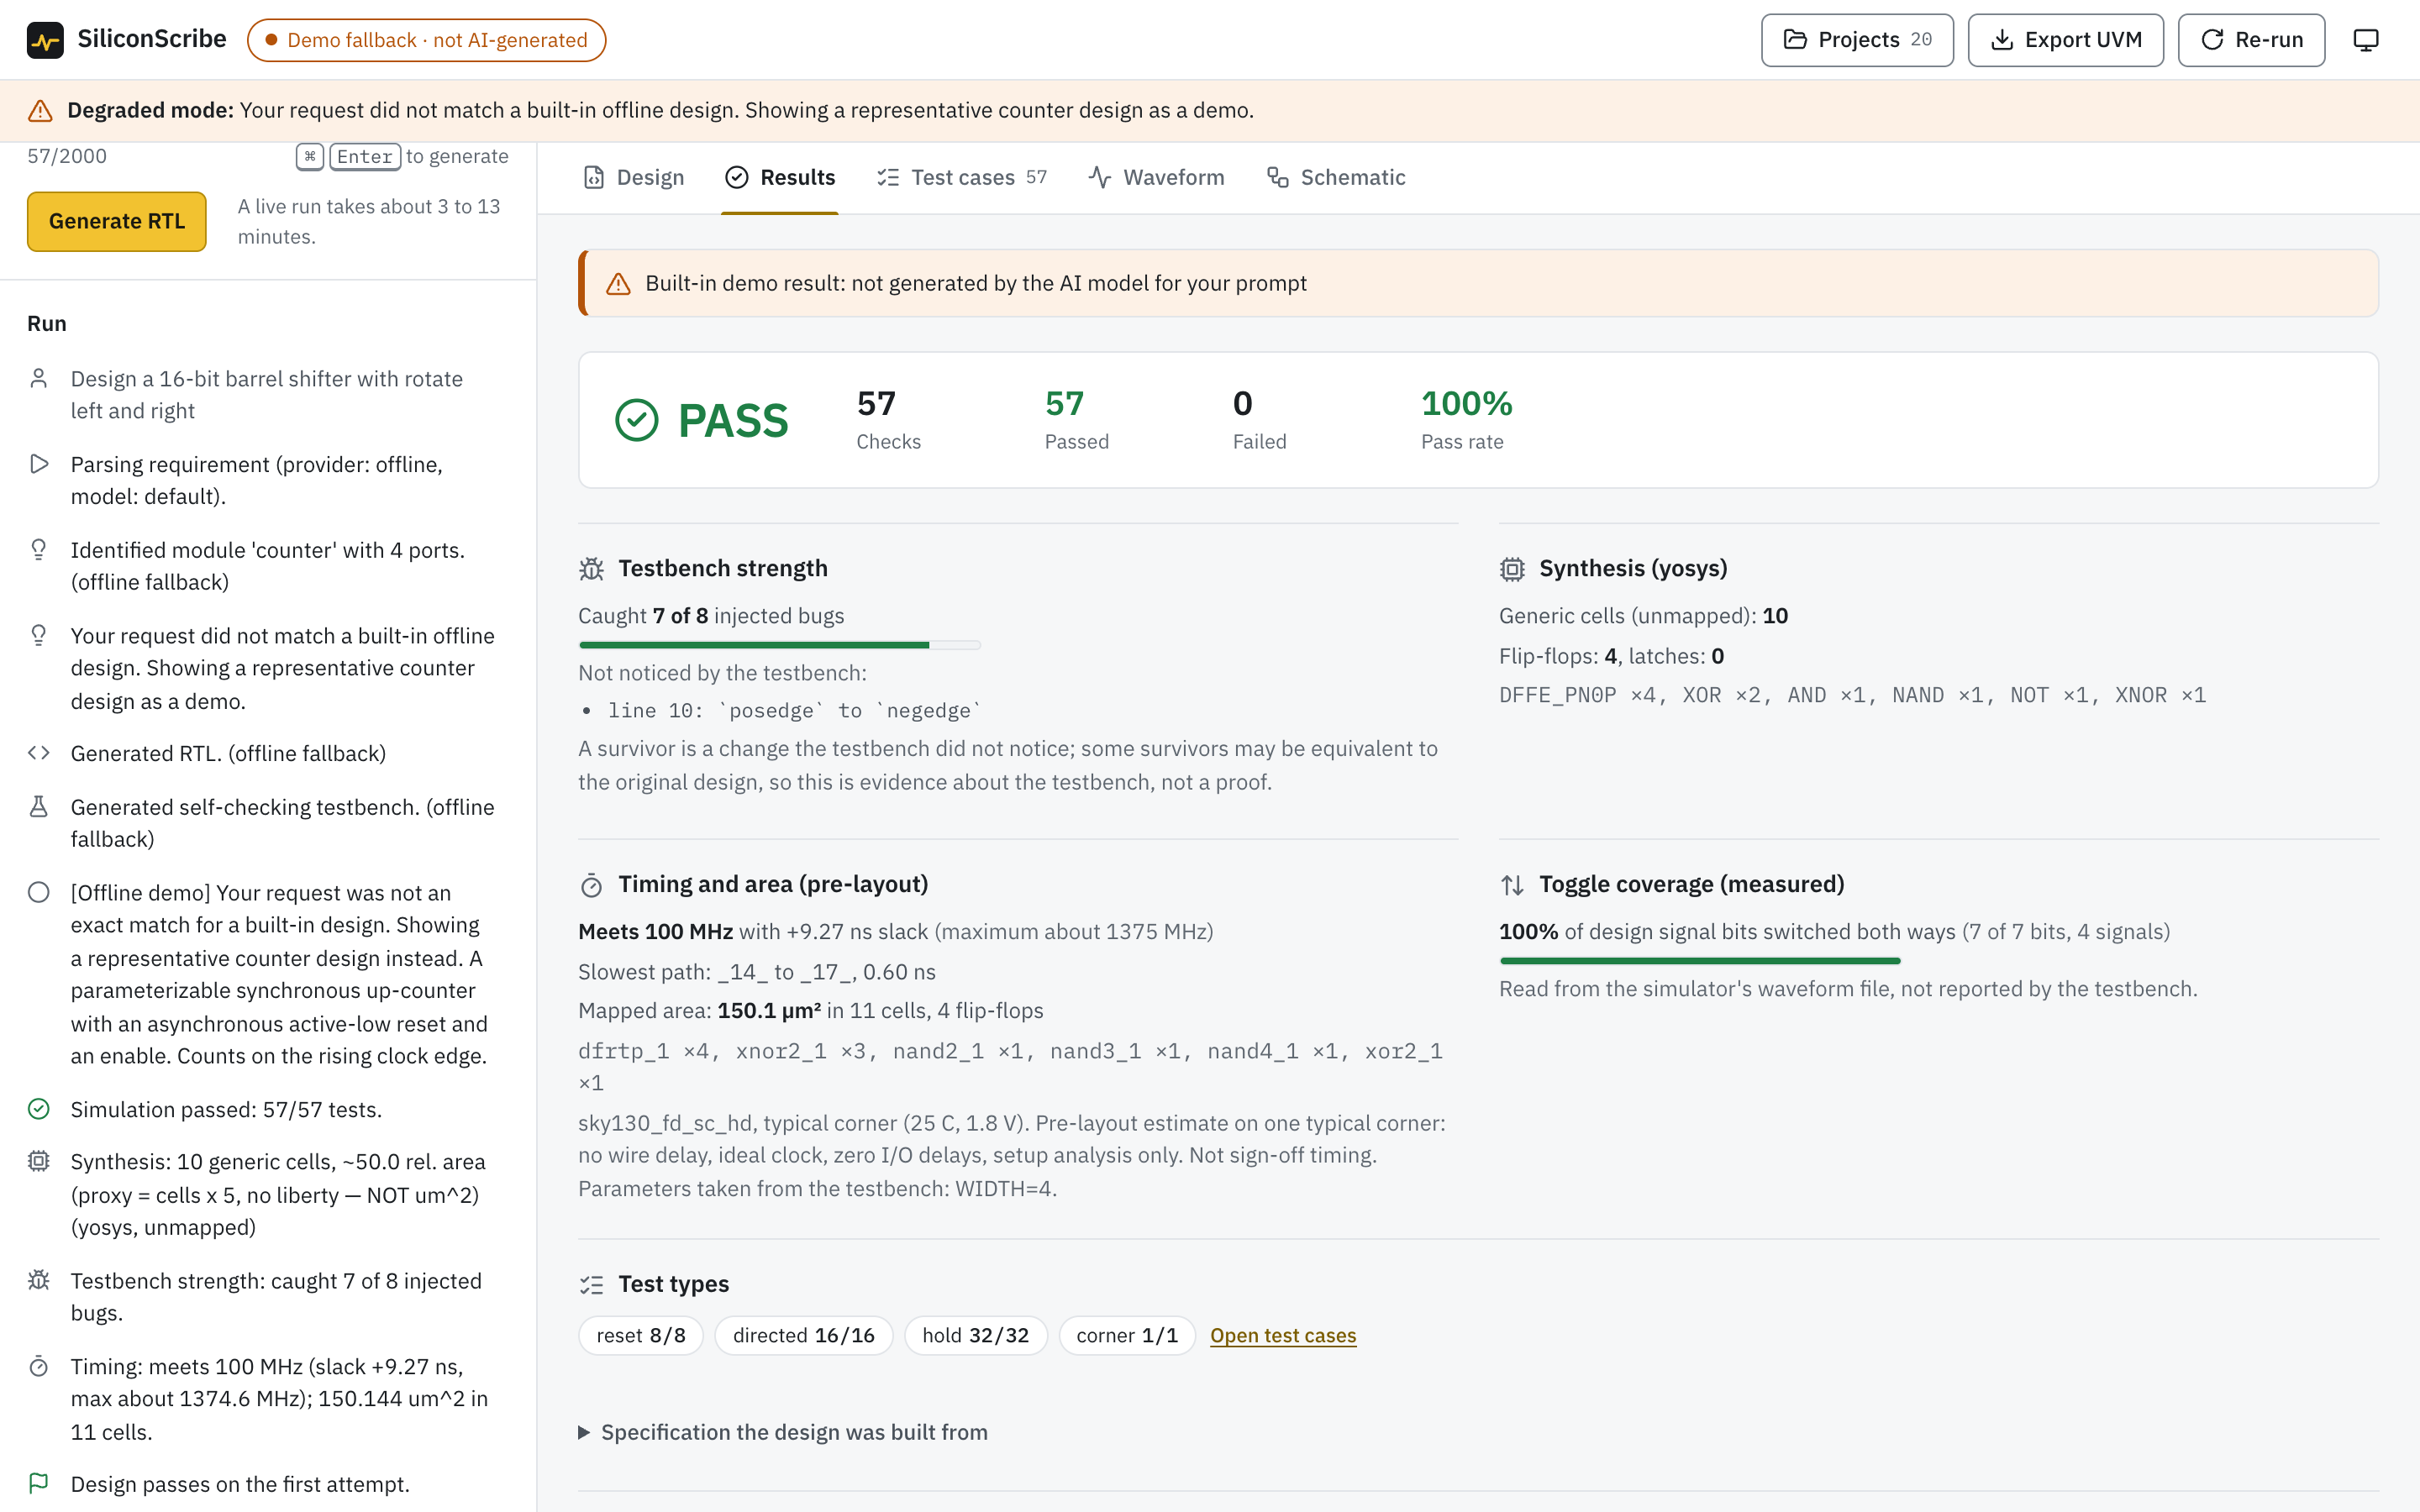 SiliconScribe
Demo fallback · not AI-generated
Projects 20
Export UVM
Re-run
Degraded mode: Your request did not match a built-in offline design. Showing a representative counter design as a demo.
57/2000
⌘ Enter to generate
Generate RTL
A live run takes about 3 to 13
minutes.
Run
Design a 16-bit barrel shifter with rotate
left and right
Parsing requirement (provider: offline,
model: default).
Identified module 'counter' with 4 ports.
(offline fallback)
Your request did not match a built-in offline
design. Showing a representative counter
design as a demo.
Generated RTL. (offline fallback)
Generated self-checking testbench. (offline
fallback)
[Offline demo] Your request was not an
exact match for a built-in design. Showing
a representative counter design instead. A
parameterizable synchronous up-counter
with an asynchronous active-low reset and
an enable. Counts on the rising clock edge.
Simulation passed: 57/57 tests.
Synthesis: 10 generic cells, ~50.0 rel. area
(proxy = cells x 5, no liberty — NOT um^2)
(yosys, unmapped)
Testbench strength: caught 7 of 8 injected
bugs.
Timing: meets 100 MHz (slack +9.27 ns,
max about 1374.6 MHz); 150.144 um^2 in
11 cells.
Design passes on the first attempt.
Design
Results
Test cases 57
Waveform
Schematic
Built-in demo result: not generated by the AI model for your prompt
PASS
57
Checks
57
Passed
0
Failed
100%
Pass rate
Testbench strength
Caught 7 of 8 injected bugs
Not noticed by the testbench:
• line 10: `posedge` to `negedge`
A survivor is a change the testbench did not notice; some survivors may be equivalent to
the original design, so this is evidence about the testbench, not a proof.
Synthesis (yosys)
Generic cells (unmapped): 10
Flip-flops: 4, latches: 0
DFFE_PN0P ×4, XOR ×2, AND ×1, NAND ×1, NOT ×1, XNOR ×1
Timing and area (pre-layout)
Meets 100 MHz with +9.27 ns slack (maximum about 1375 MHz)
Slowest path: _14_ to _17_, 0.60 ns
Mapped area: 150.1 µm² in 11 cells, 4 flip-flops
dfrtp_1 ×4, xnor2_1 ×3, nand2_1 ×1, nand3_1 ×1, nand4_1 ×1, xor2_1
×1
sky130_fd_sc_hd, typical corner (25 C, 1.8 V). Pre-layout estimate on one typical corner:
no wire delay, ideal clock, zero I/O delays, setup analysis only. Not sign-off timing.
Parameters taken from the testbench: WIDTH=4.
Toggle coverage (measured)
100% of design signal bits switched both ways (7 of 7 bits, 4 signals)
Read from the simulator's waveform file, not reported by the testbench.
Test types
reset 8/8
directed 16/16
hold 32/32
corner 1/1
Open test cases
Specification the design was built from